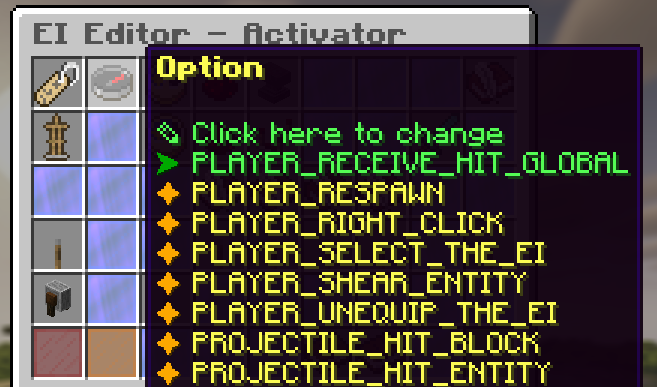 EI Editor - Activator
Option
Click here to change
PLAYER_RECEIVE_HIT_GLOBAL
PLAYER_RESPAWN
PLAYER_RIGHT_CLICK
PLAYER_SELECT_THE_EI
PLAYER_SHEAR_ENTITY
PLAYER_UNEQUIP_THE_EI
PROJECTILE_HIT_BLOCK
PROJECTILE_HIT_ENTITY